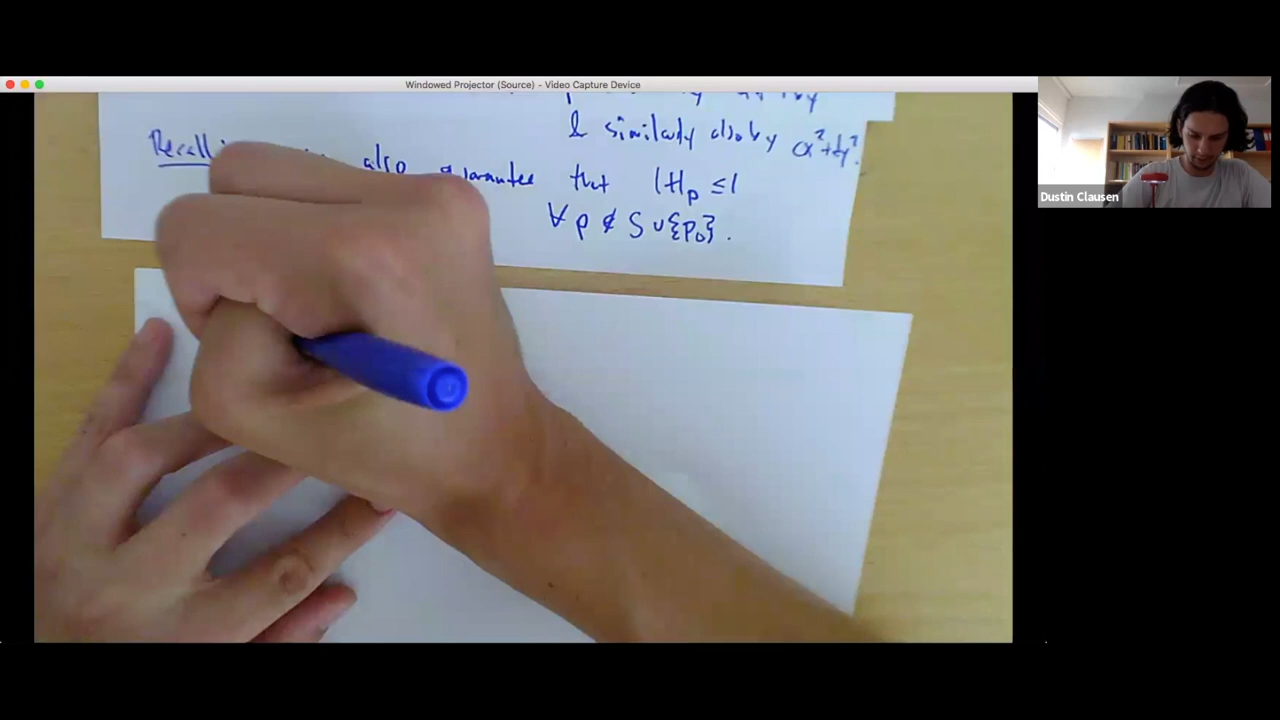 Windowed Projector (Source) - Video Capture Device
& similarly also by cx²+dy².
Recall: also guarantee that |t|_p ≤ 1
∀ p ∉ S ∪ {p₀}.
Dustin Clausen